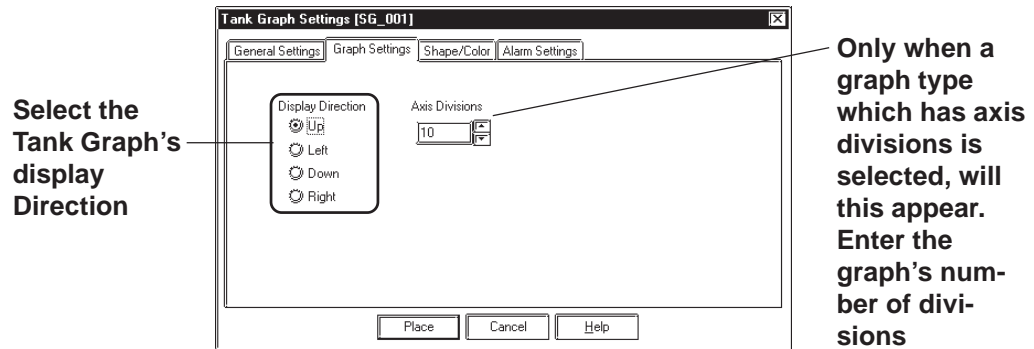 Tank Graph Settings [SG_001]
General Settings Graph Settings Shape/Color Alarm Settings
Select the
Tank Graph's
display
Direction
Display Direction
Up
Left
Down
Right
Axis Divisions
10
Only when a
graph type
which has axis
divisions is
selected, will
this appear.
Enter the
graph's num-
ber of divi-
sions
Place Cancel Help